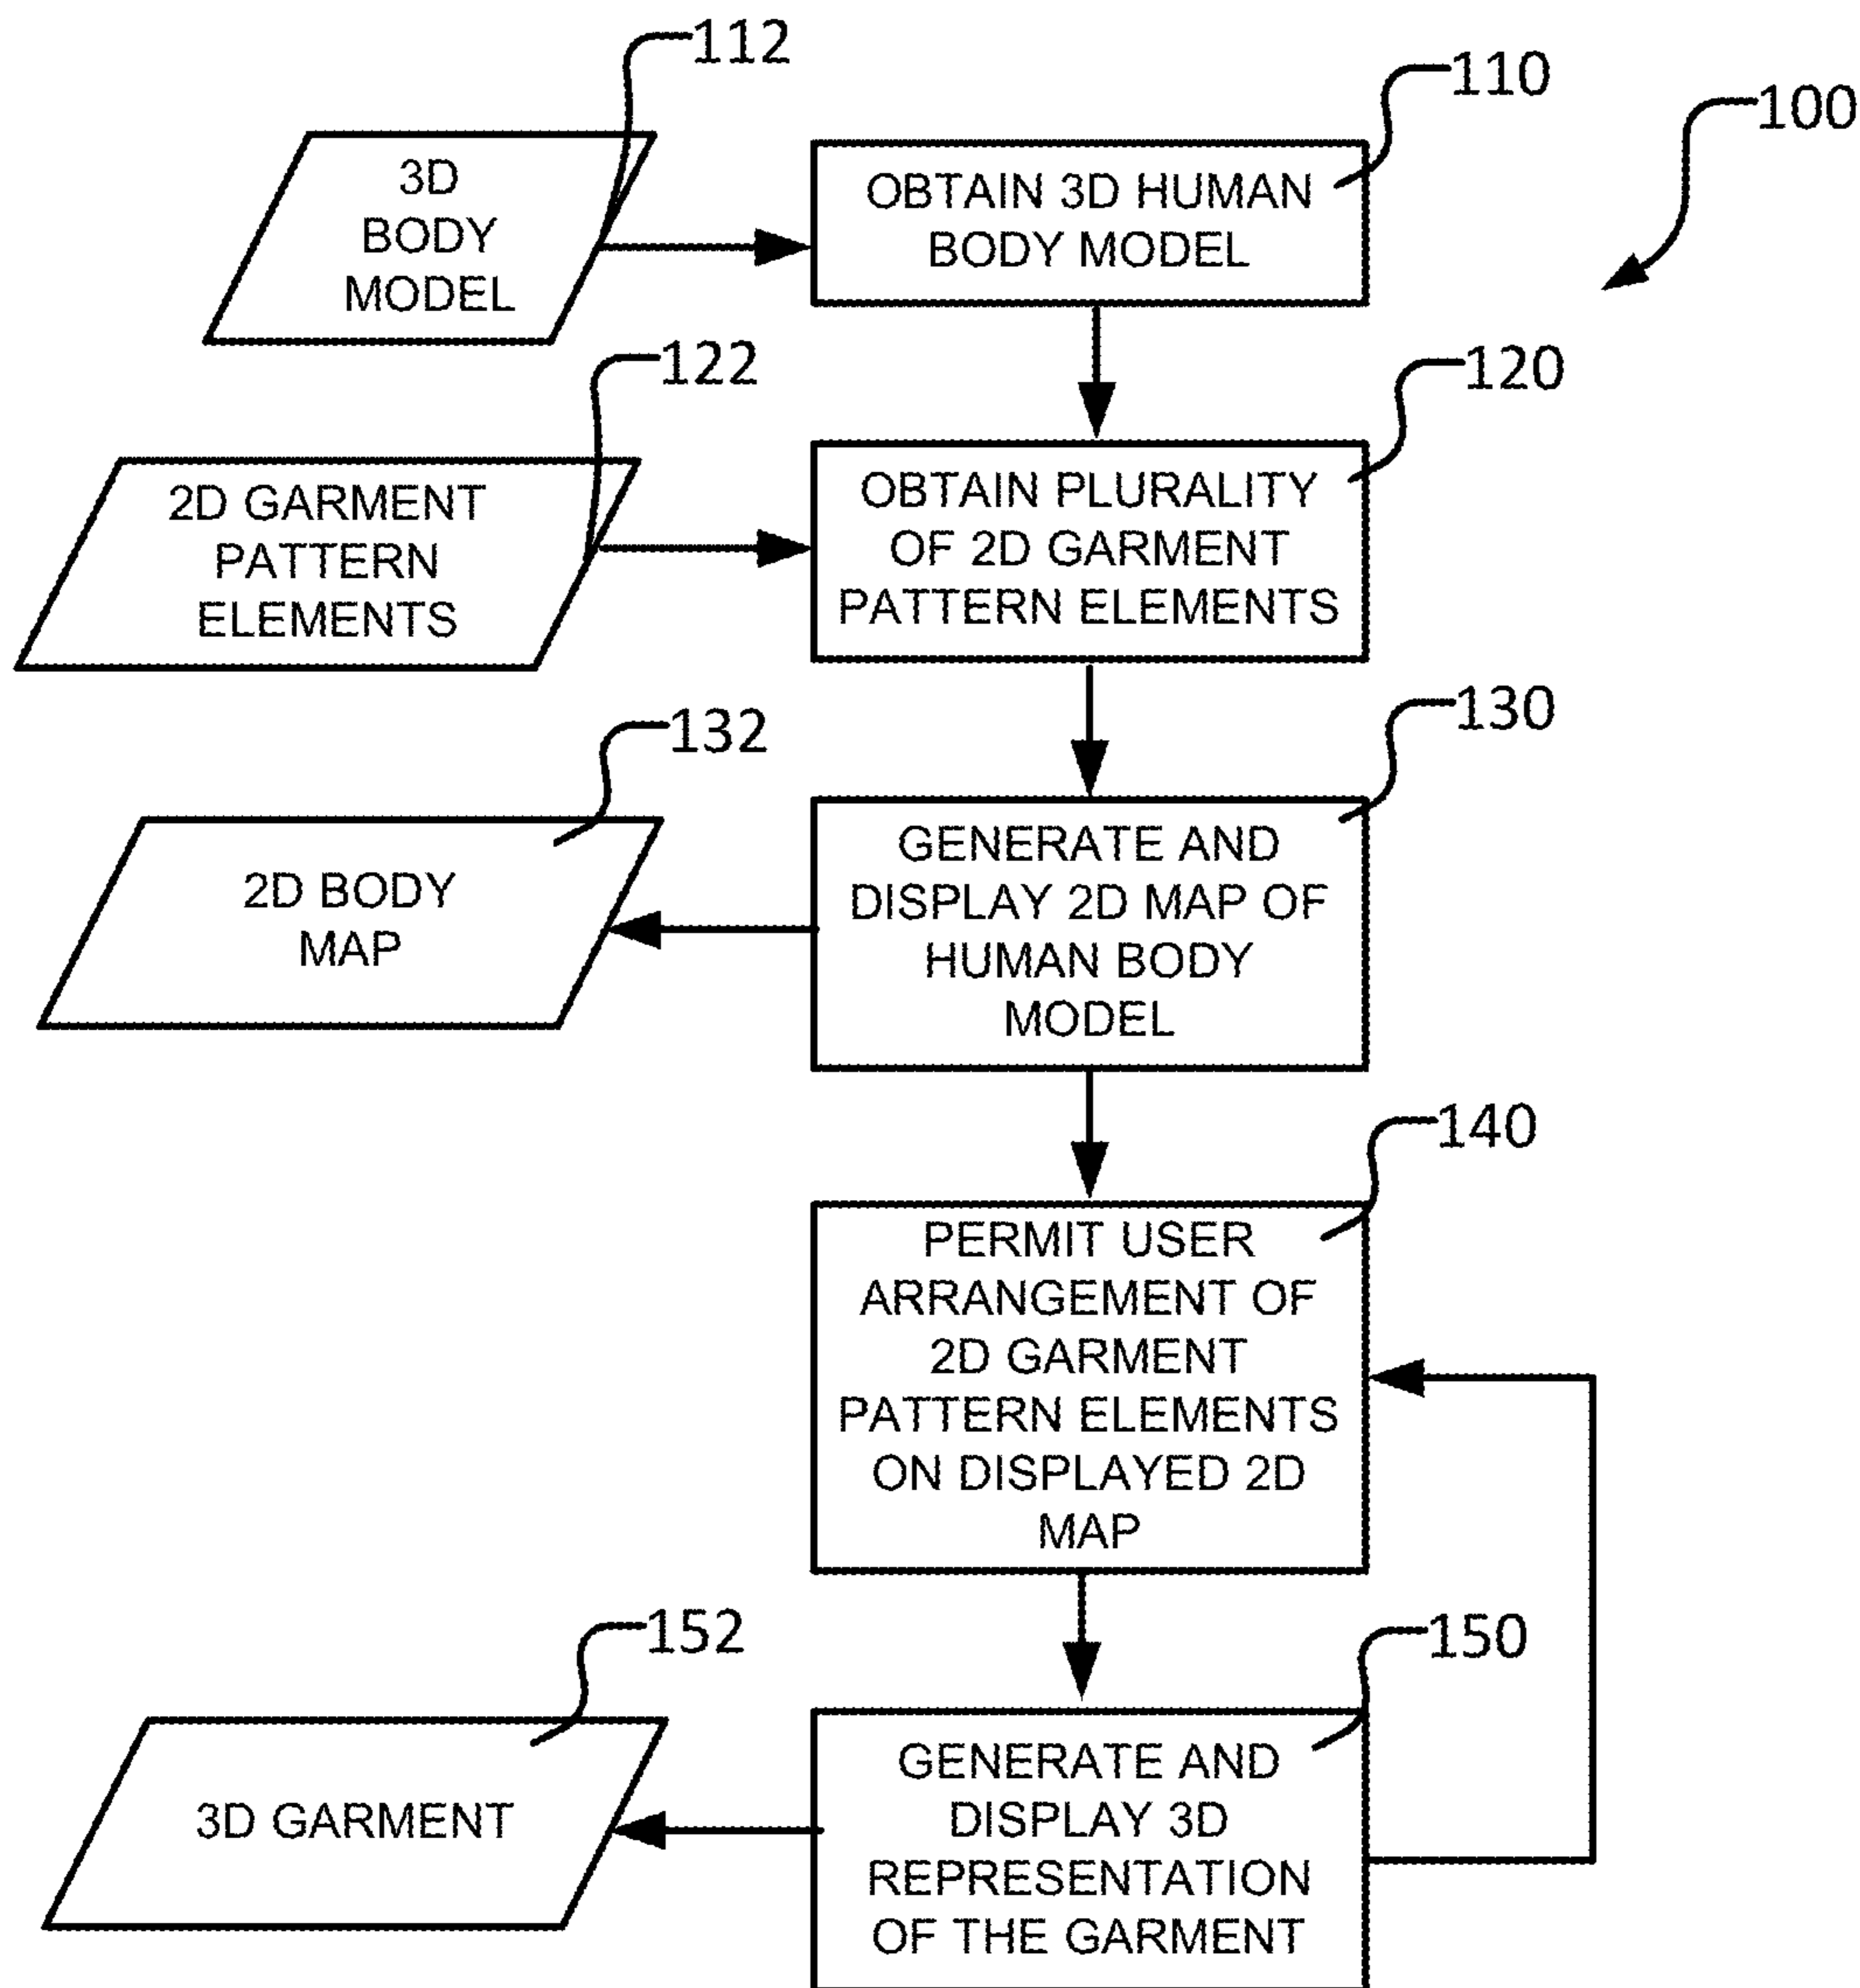 112
110
100
3D
BODY
MODEL
OBTAIN 3D HUMAN
BODY MODEL
122
120
2D GARMENT
PATTERN
ELEMENTS
OBTAIN PLURALITY
OF 2D GARMENT
PATTERN ELEMENTS
132
130
2D BODY
MAP
GENERATE AND
DISPLAY 2D MAP OF
HUMAN BODY
MODEL
140
PERMIT USER
ARRANGEMENT OF
2D GARMENT
PATTERN ELEMENTS
ON DISPLAYED 2D
MAP
152
150
3D GARMENT
GENERATE AND
DISPLAY 3D
REPRESENTATION
OF THE GARMENT